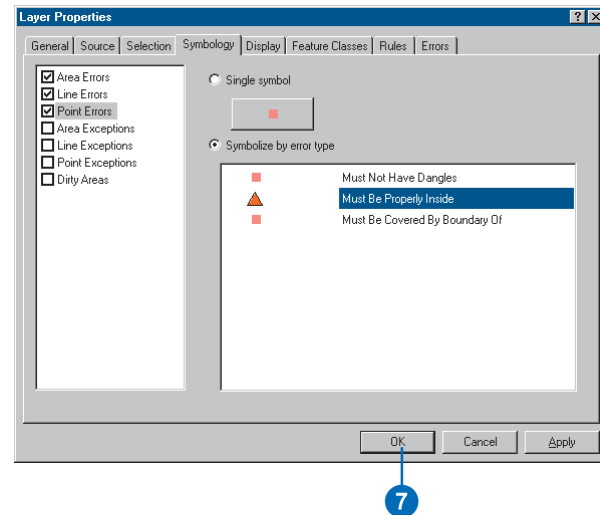 Layer Properties
General Source Selection Symbology Display Feature Classes Rules Errors
Area Errors
Line Errors
Point Errors
Area Exceptions
Line Exceptions
Point Exceptions
Dirty Areas
Single symbol
Symbolize by error type
Must Not Have Dangles
Must Be Properly Inside
Must Be Covered By Boundary Of
OK Cancel Apply
7